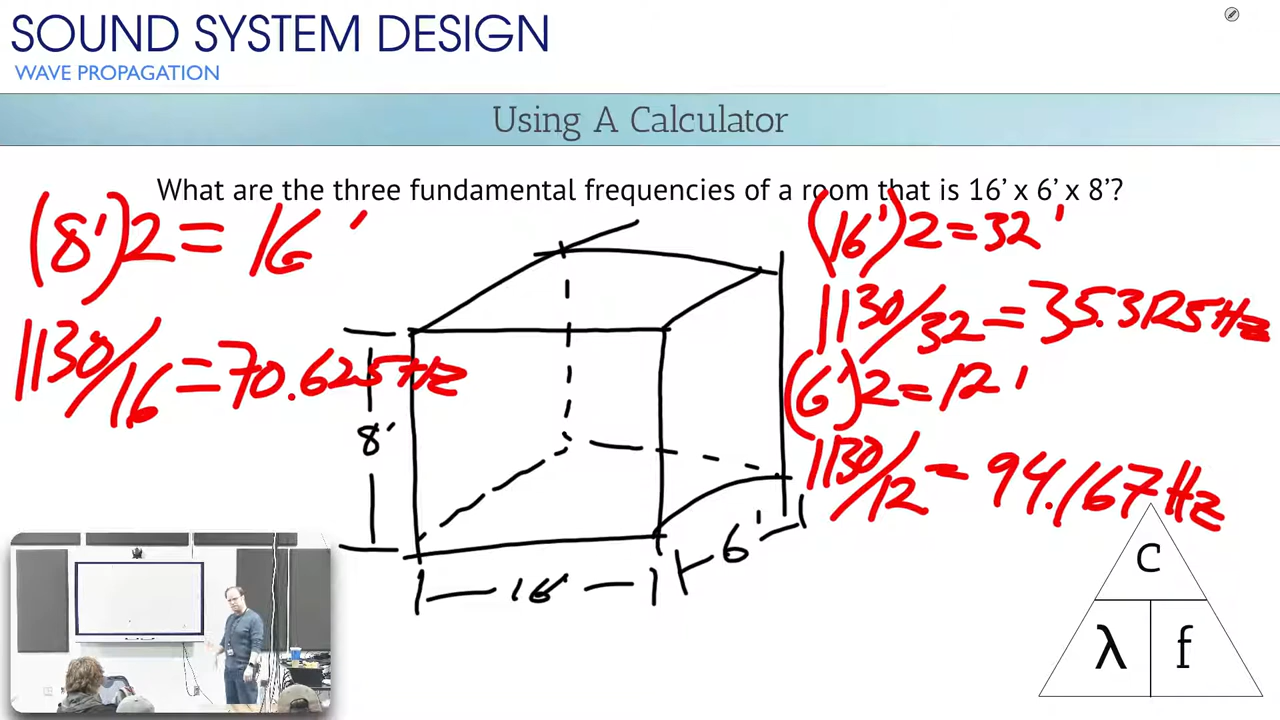 SOUND SYSTEM DESIGN
WAVE PROPAGATION
Using A Calculator
What are the three fundamental frequencies of a room that is 16’ x 6’ x 8’?
(8')2 = 16'
1130/16 = 70.625Hz
(16')2 = 32'
1130/32 = 35.3125Hz
(6')2 = 12'
1130/12 = 94.167Hz
8'
16'
6'
C
λ f